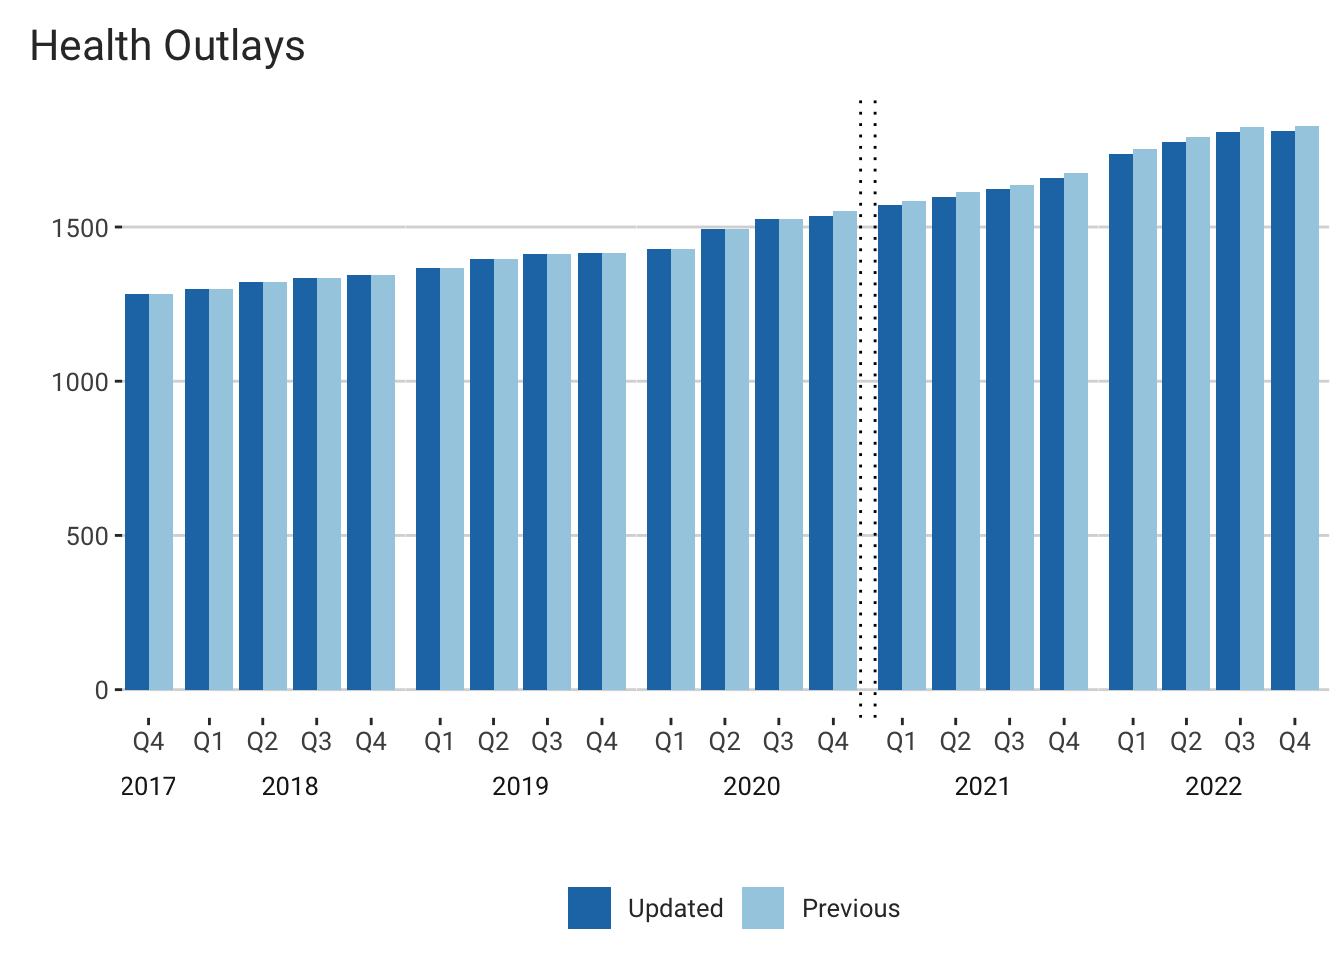 Health Outlays
1500
1000
500
0
Q4 Q1 Q2 Q3 Q4 Q1 Q2 Q3 Q4 Q1 Q2 Q3 Q4 Q1 Q2 Q3 Q4 Q1 Q2 Q3 Q4
2017 2018 2019 2020 2021 2022
Updated Previous